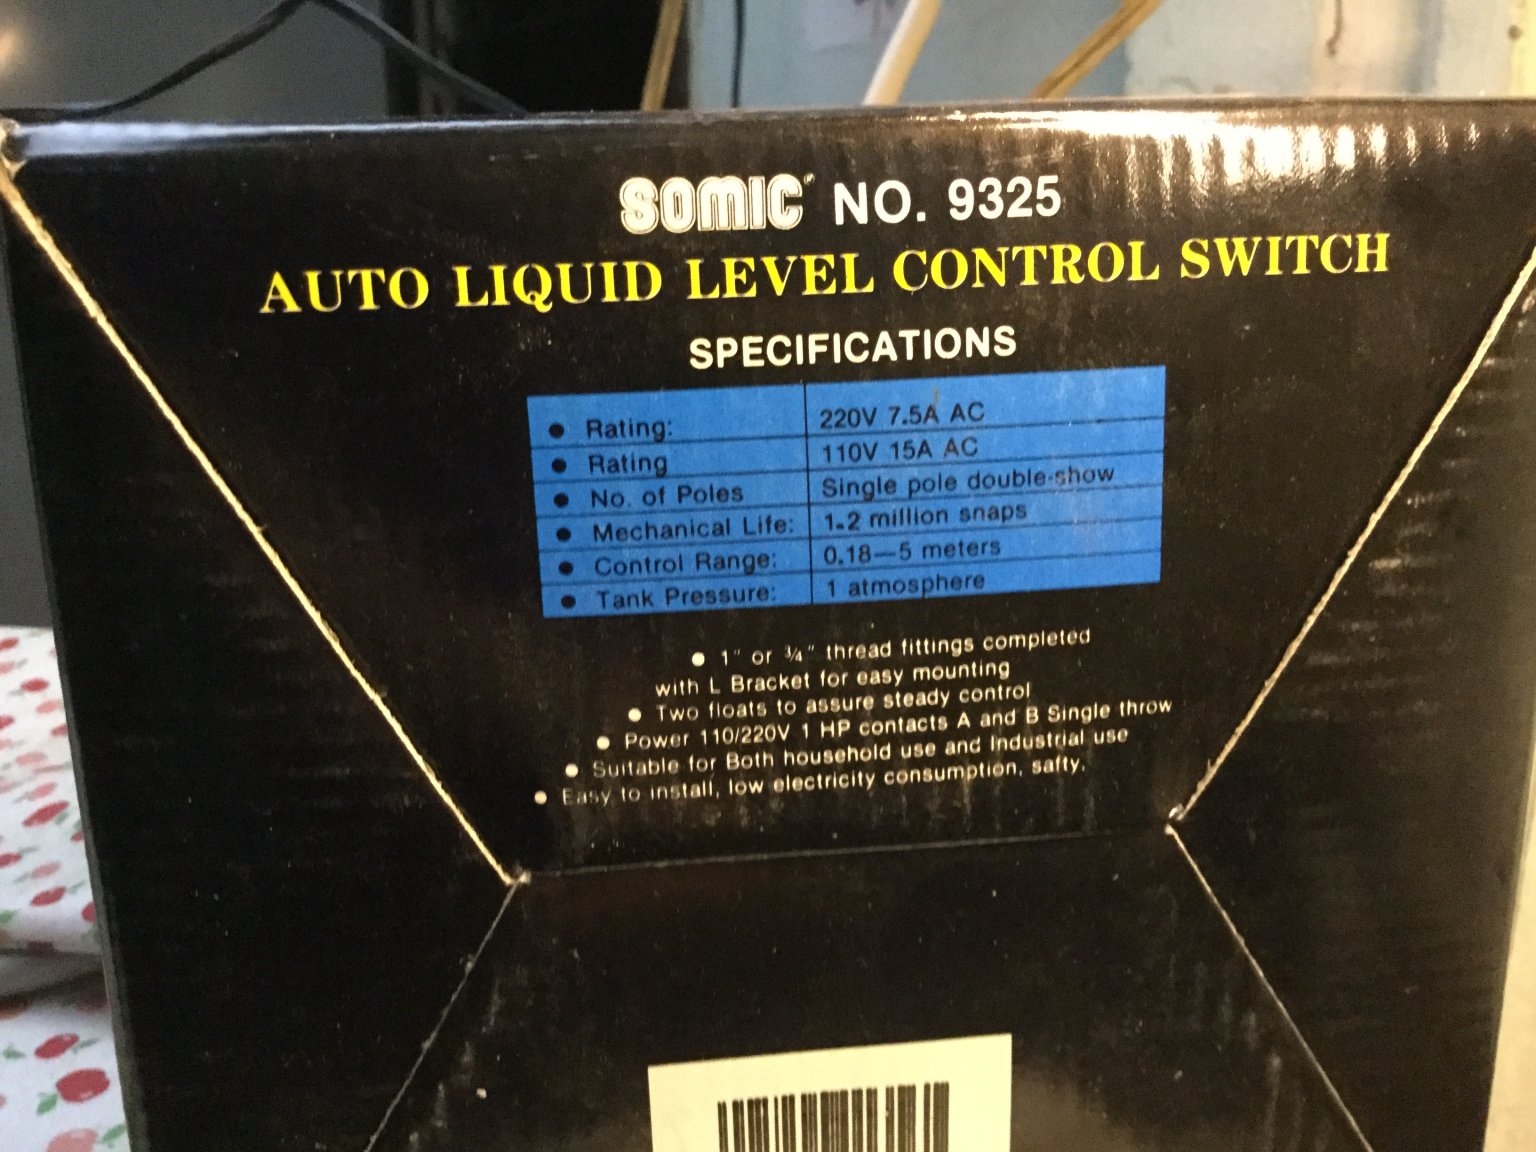 SOMIC NO. 9325
AUTO LIQUID LEVEL CONTROL SWITCH
SPECIFICATIONS
● Rating: 220V 7.5A AC
● Rating 110V 15A AC
● No. of Poles Single pole double-show
● Mechanical Life: 1.2 million snaps
● Control Range: 0.18—5 meters
● Tank Pressure: 1 atmosphere
● 1" or ¾" thread fittings completed
with L Bracket for easy mounting
● Two floats to assure steady control
● Power 110/220V 1 HP contacts A and B Single throw
● Suitable for Both household use and Industrial use
● Easy to install, low electricity consumption, safty.